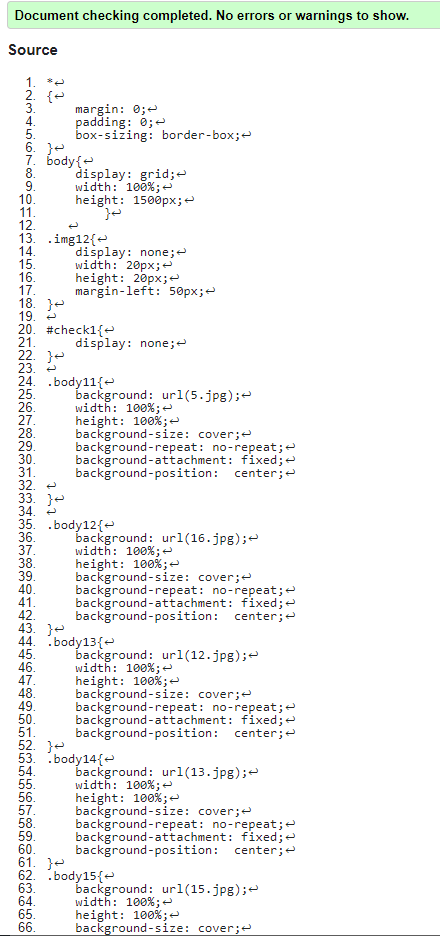 Document checking completed. No errors or warnings to show.
Source
1. *↩
2. {↩
3. margin: 0;↩
4. padding: 0;↩
5. box-sizing: border-box;↩
6. }↩
7. body{↩
8. display: grid;↩
9. width: 100%;↩
10. height: 1500px;↩
11. }↩
12. ↩
13. .img12{↩
14. display: none;↩
15. width: 20px;↩
16. height: 20px;↩
17. margin-left: 50px;↩
18. }↩
19. ↩
20. #check1{↩
21. display: none;↩
22. }↩
23. ↩
24. .body11{↩
25. background: url(5.jpg);↩
26. width: 100%;↩
27. height: 100%;↩
28. background-size: cover;↩
29. background-repeat: no-repeat;↩
30. background-attachment: fixed;↩
31. background-position:  center;↩
32. ↩
33. }↩
34. ↩
35. .body12{↩
36. background: url(16.jpg);↩
37. width: 100%;↩
38. height: 100%;↩
39. background-size: cover;↩
40. background-repeat: no-repeat;↩
41. background-attachment: fixed;↩
42. background-position:  center;↩
43. }↩
44. .body13{↩
45. background: url(12.jpg);↩
46. width: 100%;↩
47. height: 100%;↩
48. background-size: cover;↩
49. background-repeat: no-repeat;↩
50. background-attachment: fixed;↩
51. background-position:  center;↩
52. }↩
53. .body14{↩
54. background: url(13.jpg);↩
55. width: 100%;↩
56. height: 100%;↩
57. background-size: cover;↩
58. background-repeat: no-repeat;↩
59. background-attachment: fixed;↩
60. background-position:  center;↩
61. }↩
62. .body15{↩
63. background: url(15.jpg);↩
64. width: 100%;↩
65. height: 100%;↩
66. background-size: cover;↩